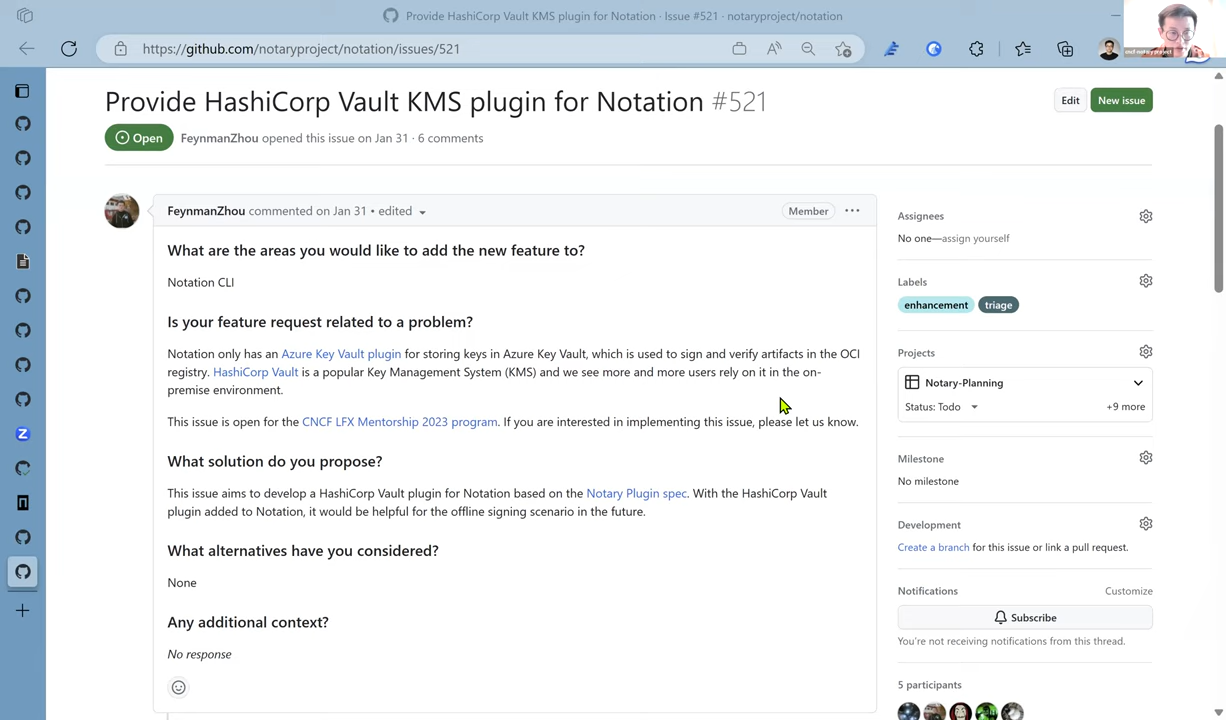 Provide HashiCorp Vault KMS plugin for Notation · Issue #521 · notaryproject/notation
https://github.com/notaryproject/notation/issues/521
Provide HashiCorp Vault KMS plugin for Notation #521
Edit
New issue
Open
FeynmanZhou opened this issue on Jan 31 · 6 comments
FeynmanZhou commented on Jan 31 • edited
Member
What are the areas you would like to add the new feature to?
Notation CLI
Is your feature request related to a problem?
Notation only has an Azure Key Vault plugin for storing keys in Azure Key Vault, which is used to sign and verify artifacts in the OCI
registry. HashiCorp Vault is a popular Key Management System (KMS) and we see more and more users rely on it in the on-
premise environment.
This issue is open for the CNCF LFX Mentorship 2023 program. If you are interested in implementing this issue, please let us know.
What solution do you propose?
This issue aims to develop a HashiCorp Vault plugin for Notation based on the Notary Plugin spec. With the HashiCorp Vault
plugin added to Notation, it would be helpful for the offline signing scenario in the future.
What alternatives have you considered?
None
Any additional context?
No response
Assignees
No one—assign yourself
Labels
enhancement
triage
Projects
Notary-Planning
Status: Todo
+9 more
Milestone
No milestone
Development
Create a branch for this issue or link a pull request.
Notifications
Customize
Subscribe
You're not receiving notifications from this thread.
5 participants